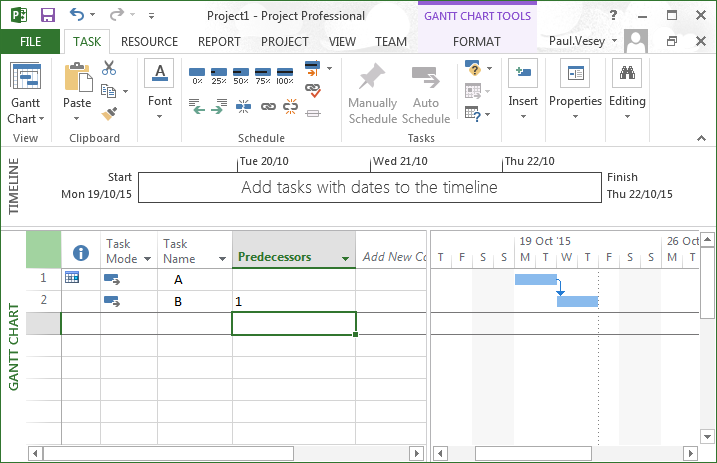 Project1 - Project Professional
GANTT CHART TOOLS
?
FILE TASK RESOURCE REPORT PROJECT VIEW TEAM FORMAT Paul.Vesey
Gantt Chart
Paste
A
Font
0% 25% 50% 75% 100%
Manually Schedule
Auto Schedule
Insert
Properties
Editing
View Clipboard Schedule Tasks
TIMELINE
Tue 20/10 Wed 21/10 Thu 22/10
Start
Mon 19/10/15
Add tasks with dates to the timeline
Finish
Thu 22/10/15
GANTT CHART
Task Mode
Task Name
Predecessors
Add New Co
19 Oct '15 26 Oct
T F S S M T W T F S S M T
1 A
2 B 1